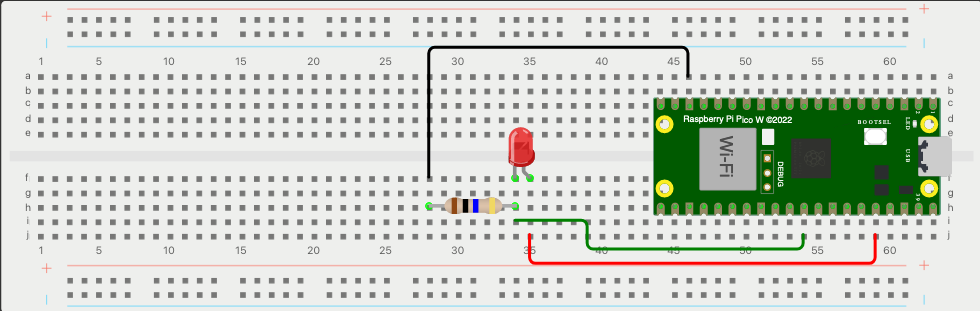 1 5 10 15 20 25 30 35 40 45 50 55 60
a a
b b
c c
d d
e e
Raspberry Pi Pico W ©2022
BOOTSEL
LED
USB
Wi-Fi
DEBUG
f f
g g
h h
i i
j j
1 5 10 15 20 25 30 35 40 45 50 55 60